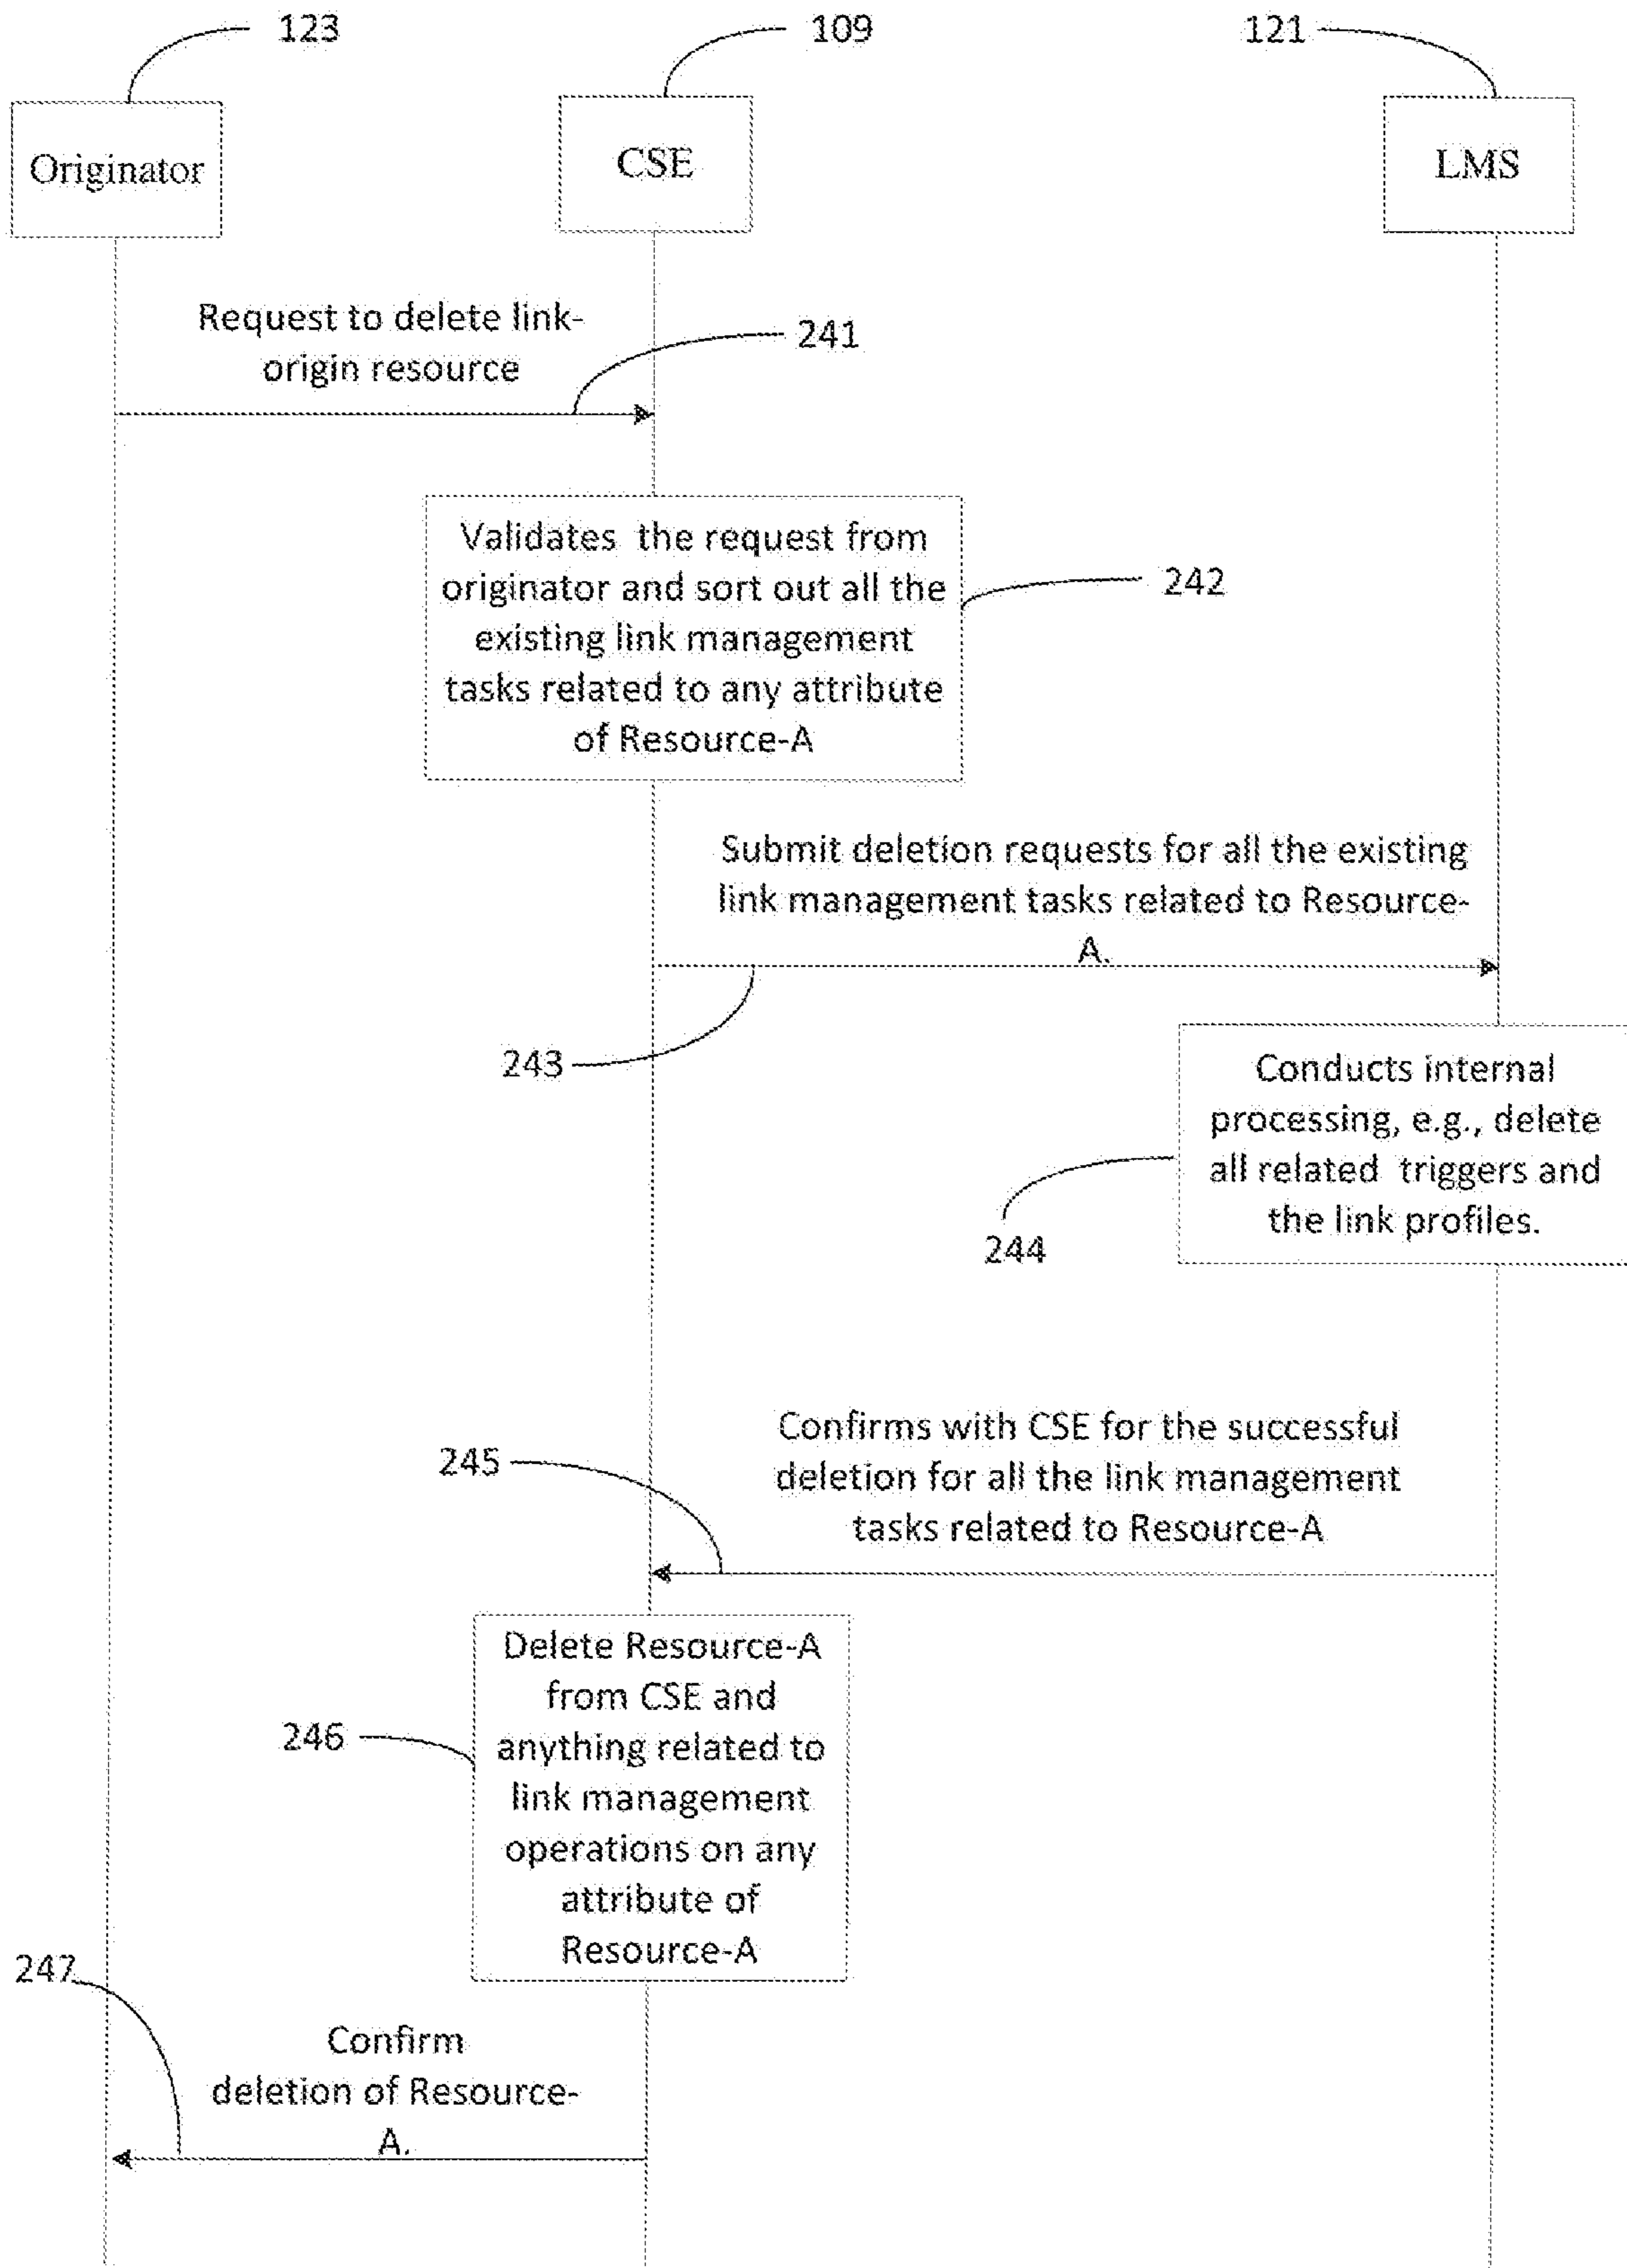 123
109
121
Originator
CSE
LMS
Request to delete link-
origin resource
241
Validates the request from
originator and sort out all the
existing link management
tasks related to any attribute
of Resource-A
242
Submit deletion requests for all the existing
link management tasks related to Resource-
A.
243
Conducts internal
processing, e.g., delete
all related triggers and
the link profiles.
244
Confirms with CSE for the successful
deletion for all the link management
tasks related to Resource-A
245
Delete Resource-A
from CSE and
anything related to
link management
operations on any
attribute of
Resource-A
246
247
Confirm
deletion of Resource-
A.